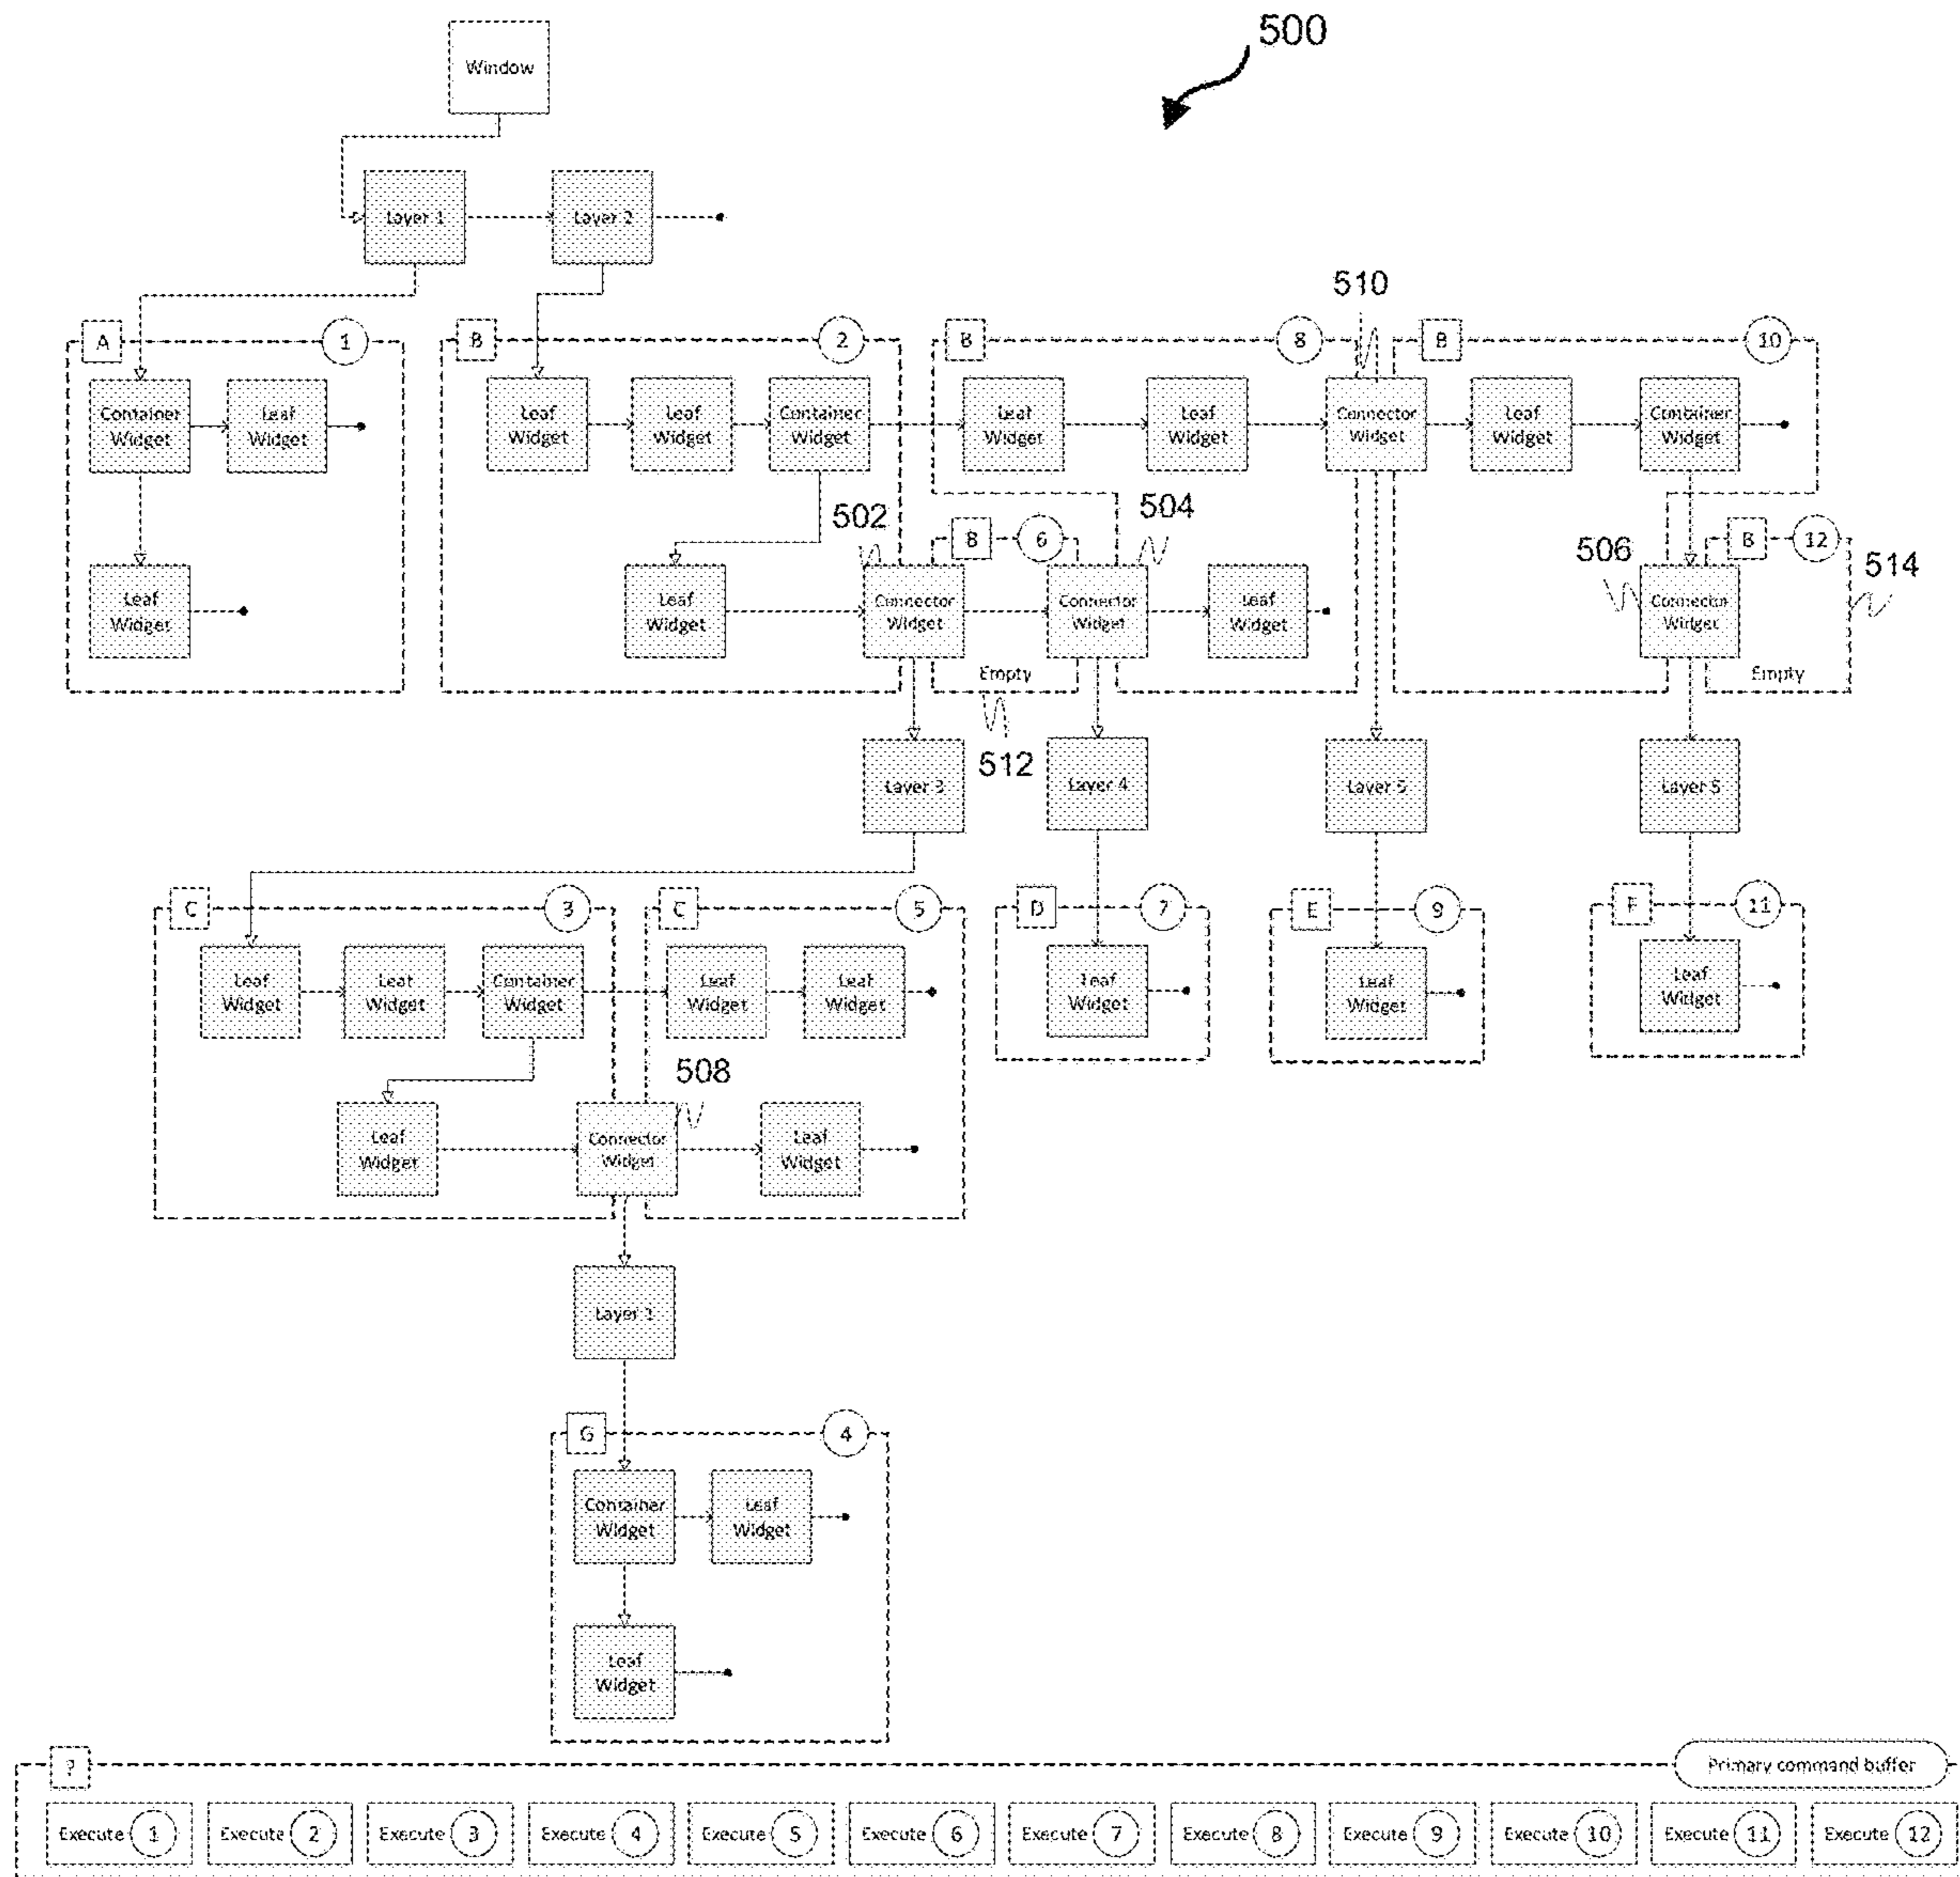 500
Window
Layer 1
Layer 2
510
A
1
B
2
B
8
B
10
Container
Widget
Leaf
Widget
Leaf
Widget
Leaf
Widget
Container
Widget
Leaf
Widget
Leaf
Widget
Connector
Widget
Leaf
Widget
Container
Widget
502
B
6
504
506
B
12
514
Leaf
Widget
Leaf
Widget
Connector
Widget
Connector
Widget
Leaf
Widget
Connector
Widget
Empty
Empty
512
Layer 3
Layer 4
Layer 5
Layer
C
3
C
5
D
7
E
9
F
11
Leaf
Widget
Leaf
Widget
Container
Widget
Leaf
Widget
Leaf
Widget
Leaf
Widget
Leaf
Widget
Leaf
Widget
508
Leaf
Widget
Connector
Widget
Leaf
Widget
Layer
G
4
Container
Widget
Leaf
Widget
Leaf
Widget
Primary command buffer
Execute 1
Execute 2
Execute 3
Execute 4
Execute 5
Execute 6
Execute 7
Execute 8
Execute 9
Execute 10
Execute 11
Execute 12